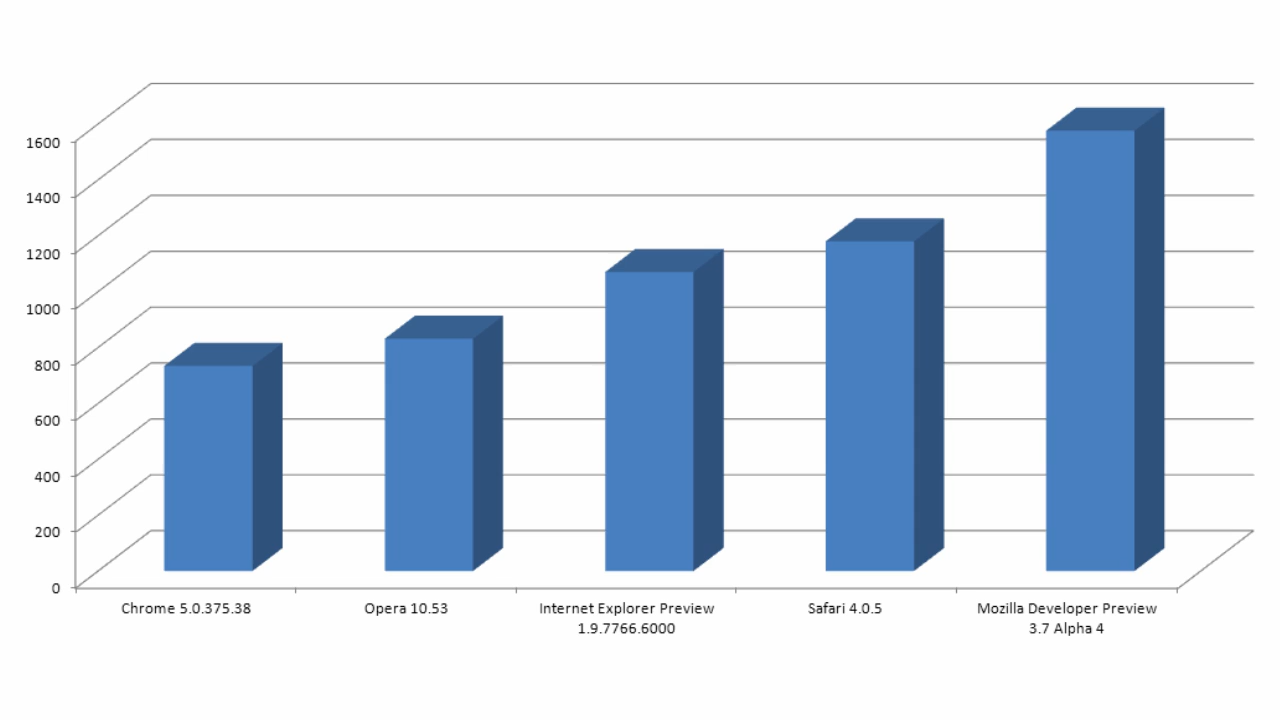 1600
1400
1200
1000
800
600
400
200
0
Chrome 5.0.375.38
Opera 10.53
Internet Explorer Preview
1.9.7766.6000
Safari 4.0.5
Mozilla Developer Preview
3.7 Alpha 4